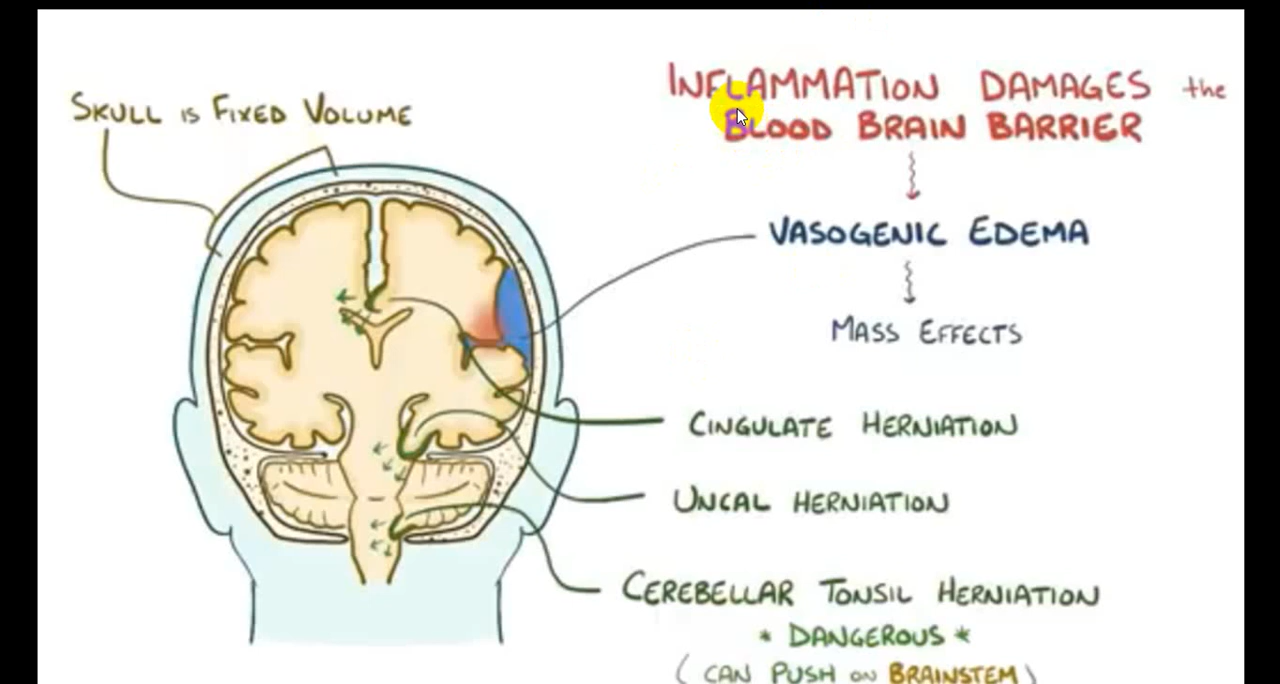 SKULL IS FIXED VOLUME
INFLAMMATION DAMAGES the
BLOOD BRAIN BARRIER
VASOGENIC EDEMA
MASS EFFECTS
CINGULATE HERNIATION
UNCAL HERNIATION
CEREBELLAR TONSIL HERNIATION
* DANGEROUS *
(CAN PUSH ON BRAINSTEM)